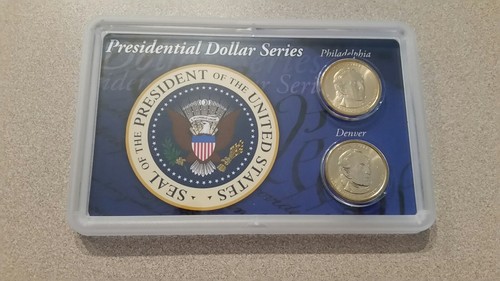 Presidential Dollar Series
Philadelphia
SEAL OF THE PRESIDENT OF THE UNITED STATES
Denver